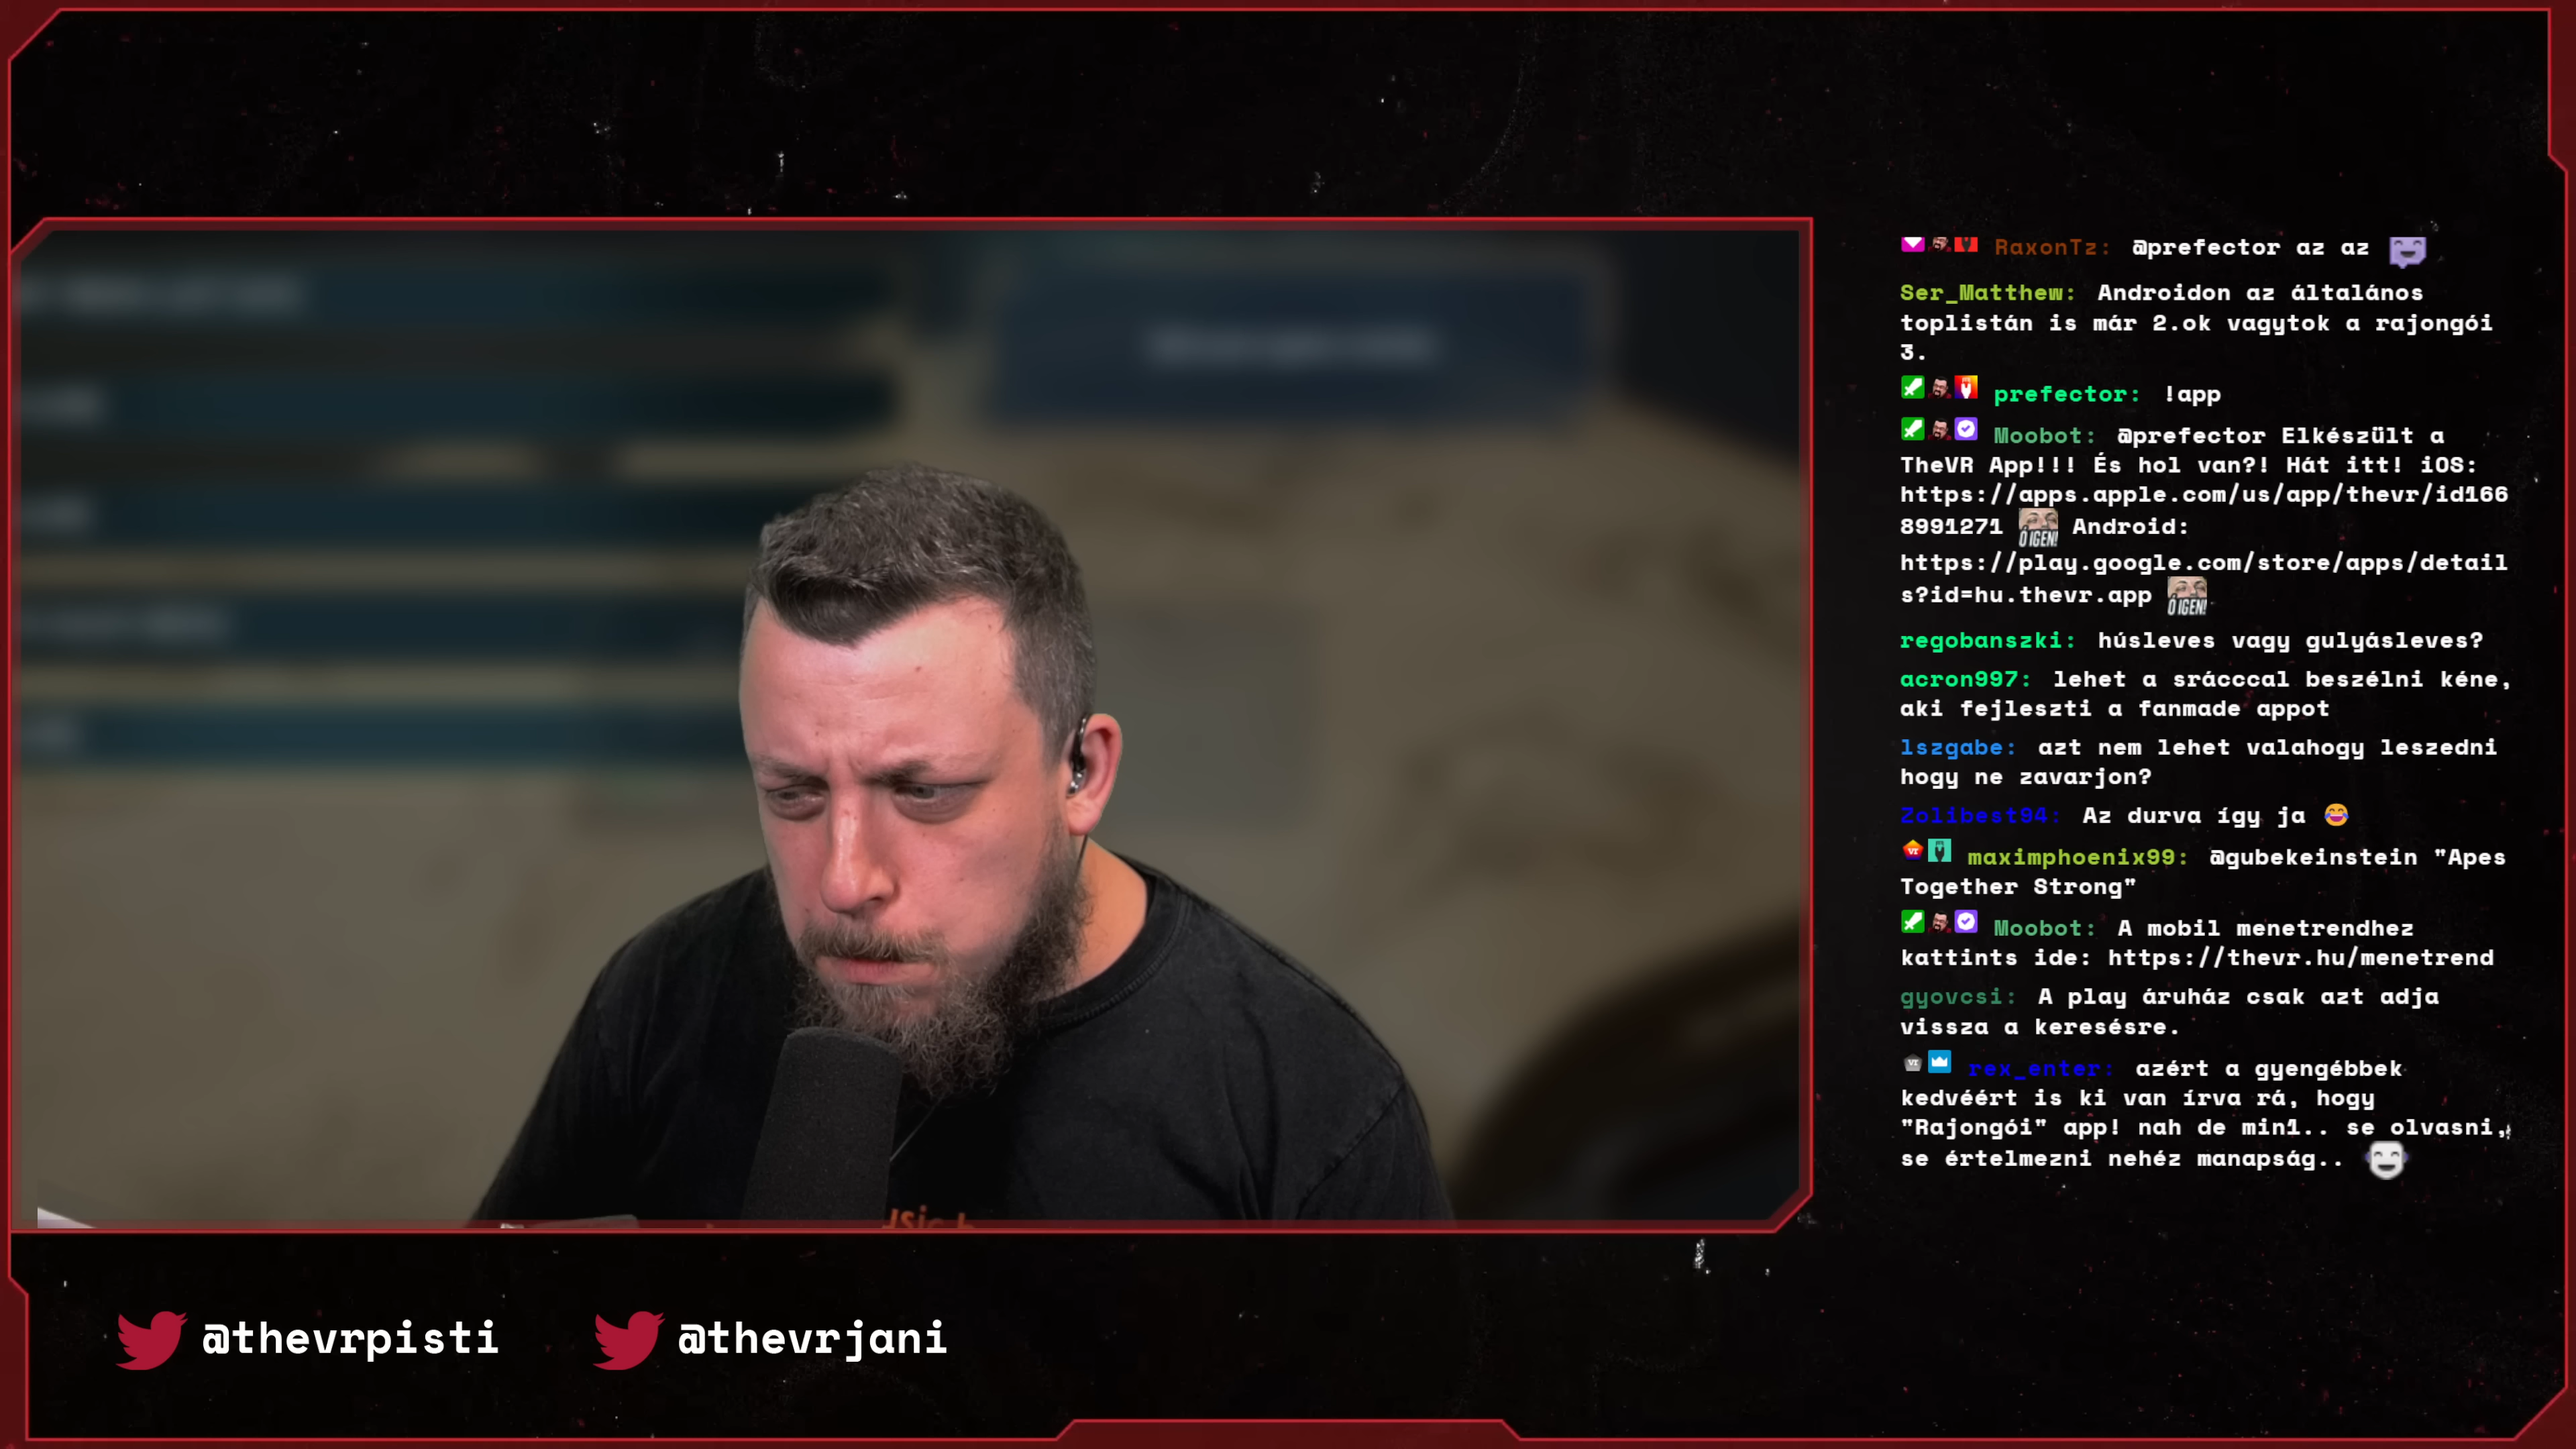 RaxonTz: @prefector az az
Ser_Matthew: Androidon az általános
toplistán is már 2.ok vagytok a rajongói
3.
prefector: !app
Moobot: @prefector Elkészült a
TheVR App!!! És hol van?! Hát itt! iOS:
https://apps.apple.com/us/app/thevr/id166
8991271 Ó IGEN! Android:
https://play.google.com/store/apps/detail
s?id=hu.thevr.app Ó IGEN!
regobanszki: húsleves vagy gulyásleves?
acron997: lehet a srácccal beszélni kéne,
aki fejleszti a fanmade appot
lszgabe: azt nem lehet valahogy leszedni
hogy ne zavarjon?
Zolibest94: Az durva így ja 😂
maximphoenix99: @gubekeinstein "Apes
Together Strong"
Moobot: A mobil menetrendhez
kattints ide: https://thevr.hu/menetrend
gyovcsi: A play áruház csak azt adja
vissza a keresésre.
rex_enter: azért a gyengébbek
kedvéért is ki van írva rá, hogy
"Rajongói" app! nah de min1.. se olvasni,
se értelmezni nehéz manapság..
@thevrpisti @thevrjani